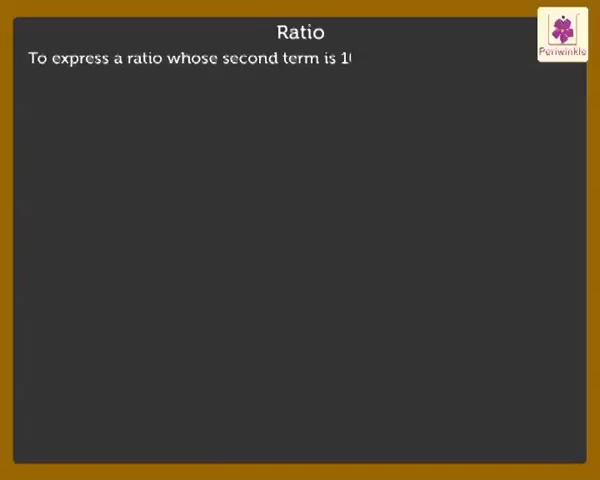 Ratio
To express a ratio whose second term is
Periwinkle